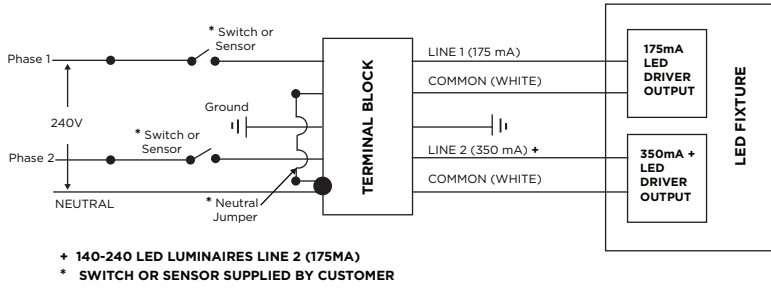 * Switch or
Sensor
Phase 1
240V
Ground
* Switch or
Sensor
Phase 2
NEUTRAL
* Neutral
Jumper
TERMINAL BLOCK
LINE 1 (175 mA)
COMMON (WHITE)
LINE 2 (350 mA) +
COMMON (WHITE)
175mA
LED
DRIVER
OUTPUT
350mA +
LED
DRIVER
OUTPUT
LED FIXTURE
+ 140-240 LED LUMINAIRES LINE 2 (175MA)
* SWITCH OR SENSOR SUPPLIED BY CUSTOMER